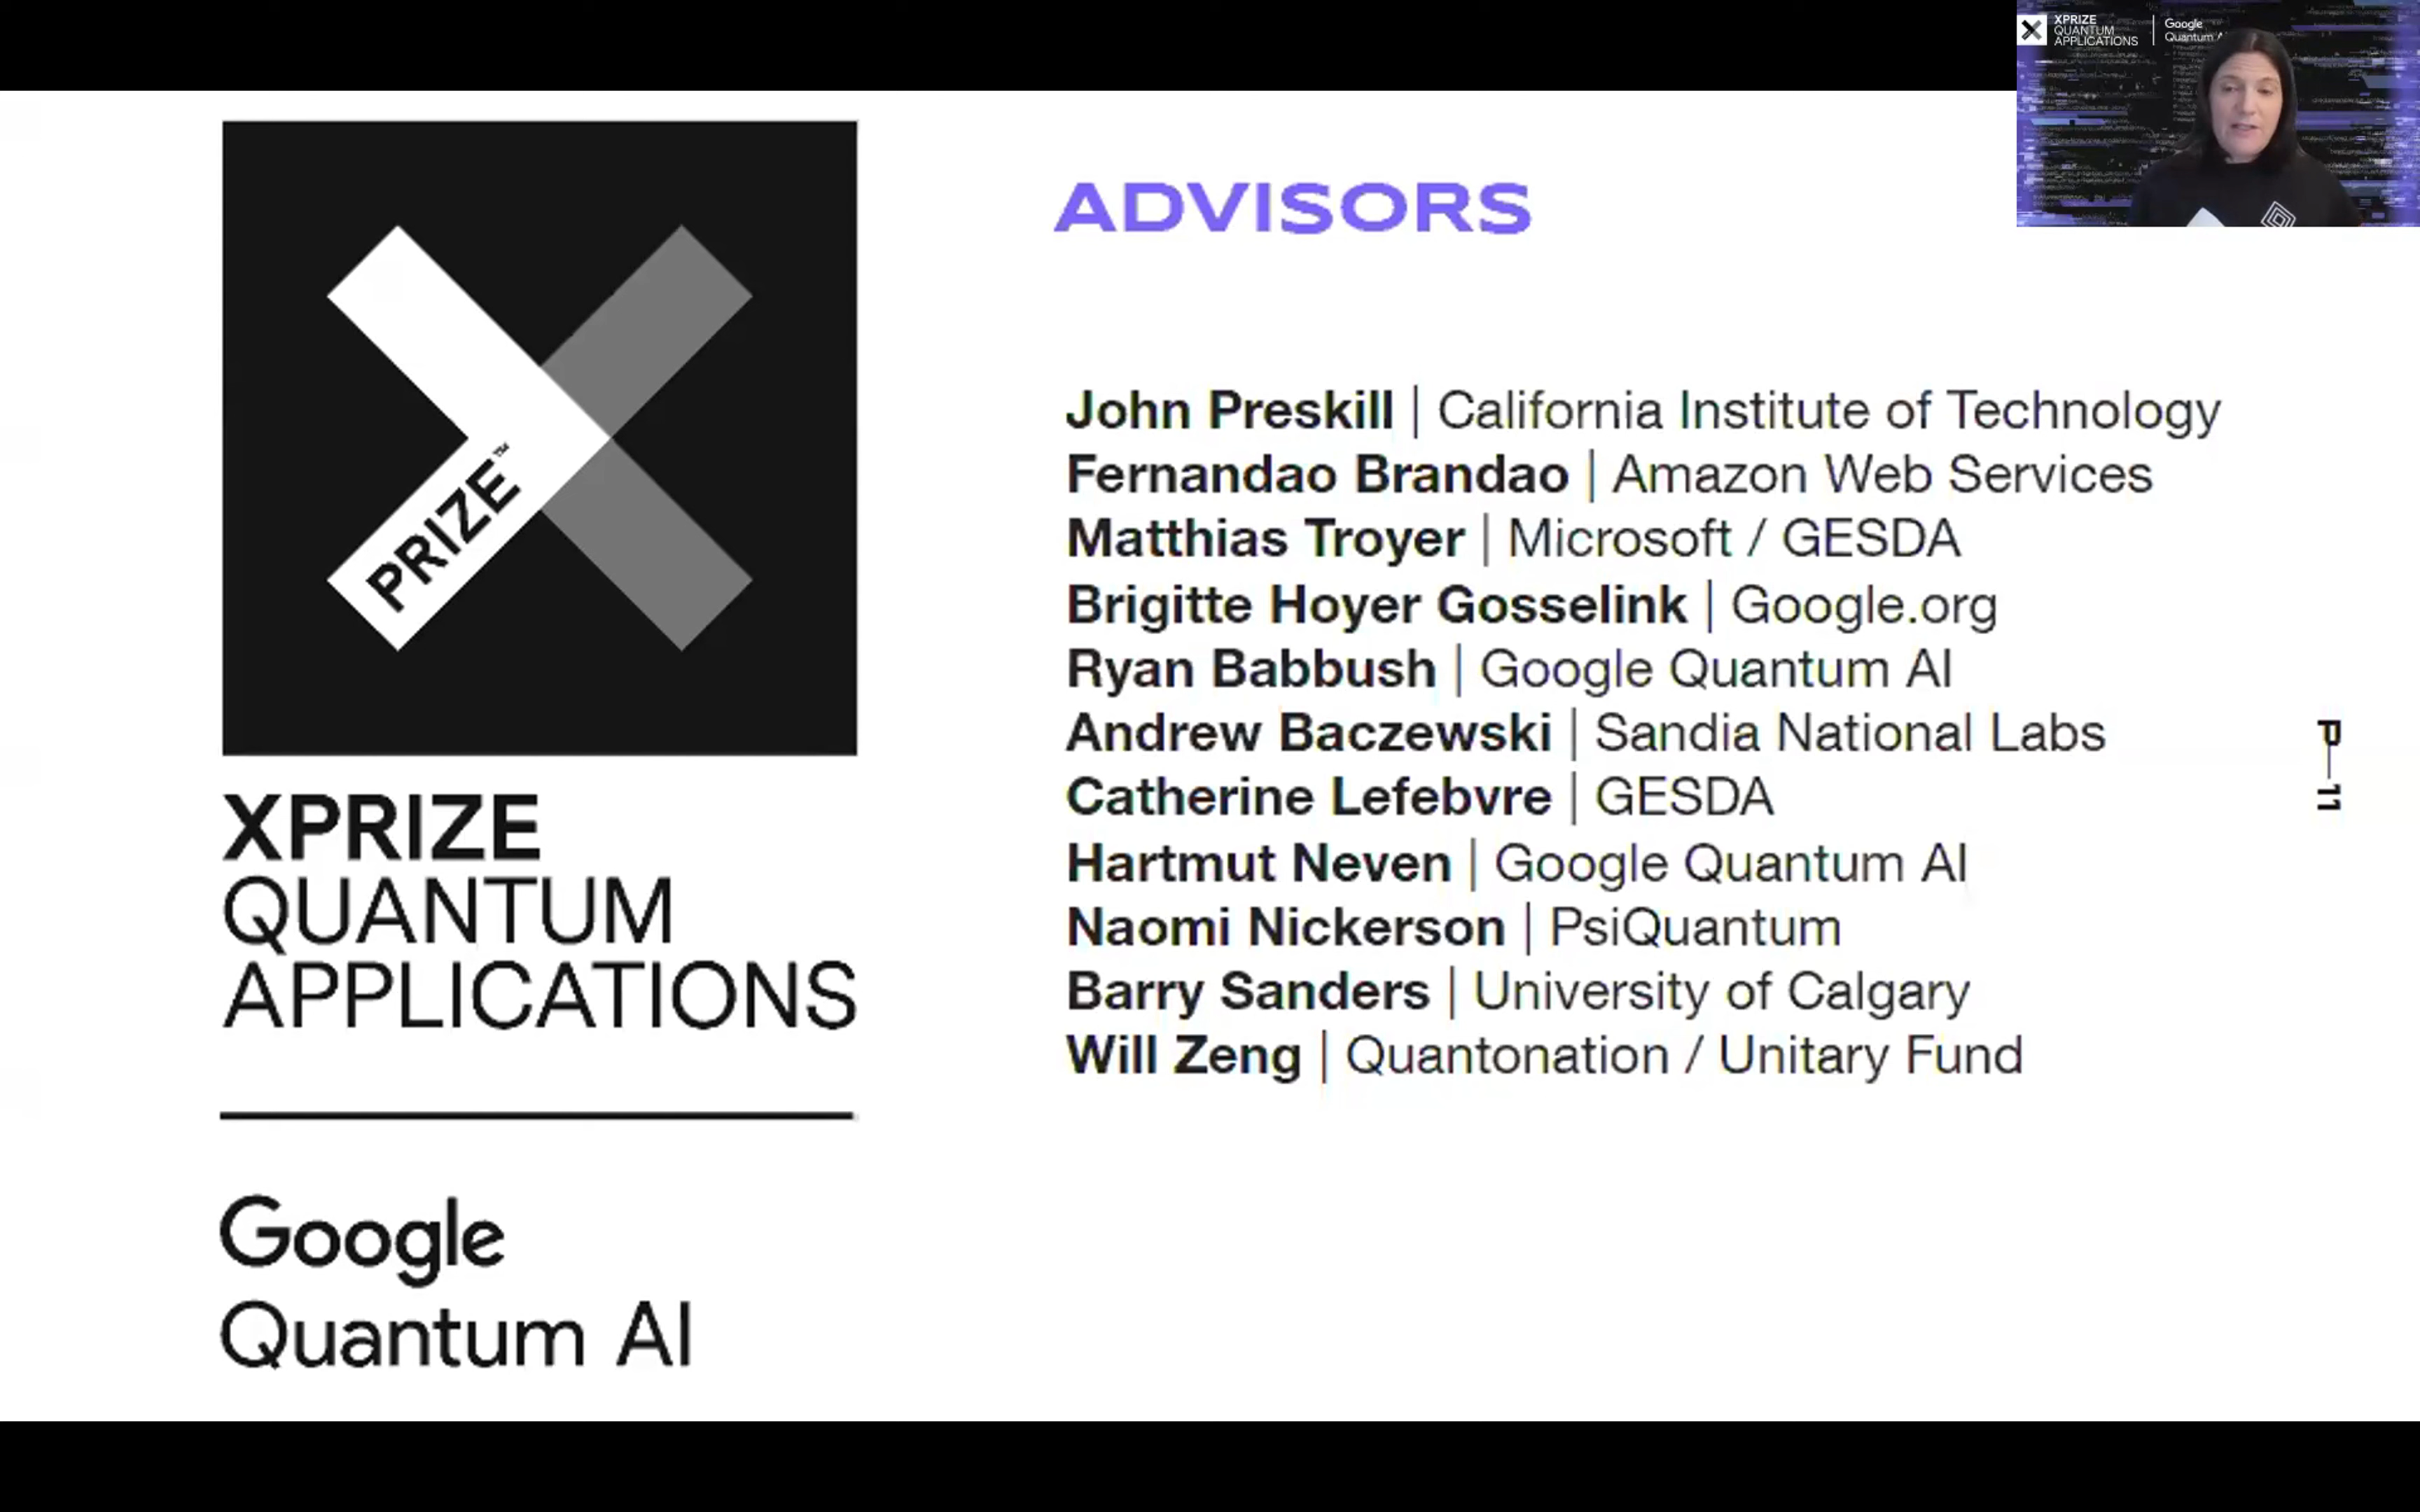 PRIZE™
XPRIZE
QUANTUM
APPLICATIONS
Google
Quantum AI
ADVISORS
John Preskill | California Institute of Technology
Fernandao Brandao | Amazon Web Services
Matthias Troyer | Microsoft / GESDA
Brigitte Hoyer Gosselink | Google.org
Ryan Babbush | Google Quantum AI
Andrew Baczewski | Sandia National Labs
Catherine Lefebvre | GESDA
Hartmut Neven | Google Quantum AI
Naomi Nickerson | PsiQuantum
Barry Sanders | University of Calgary
Will Zeng | Quantonation / Unitary Fund
P—11
XPRIZE
QUANTUM
APPLICATIONS
Google
Quantum A